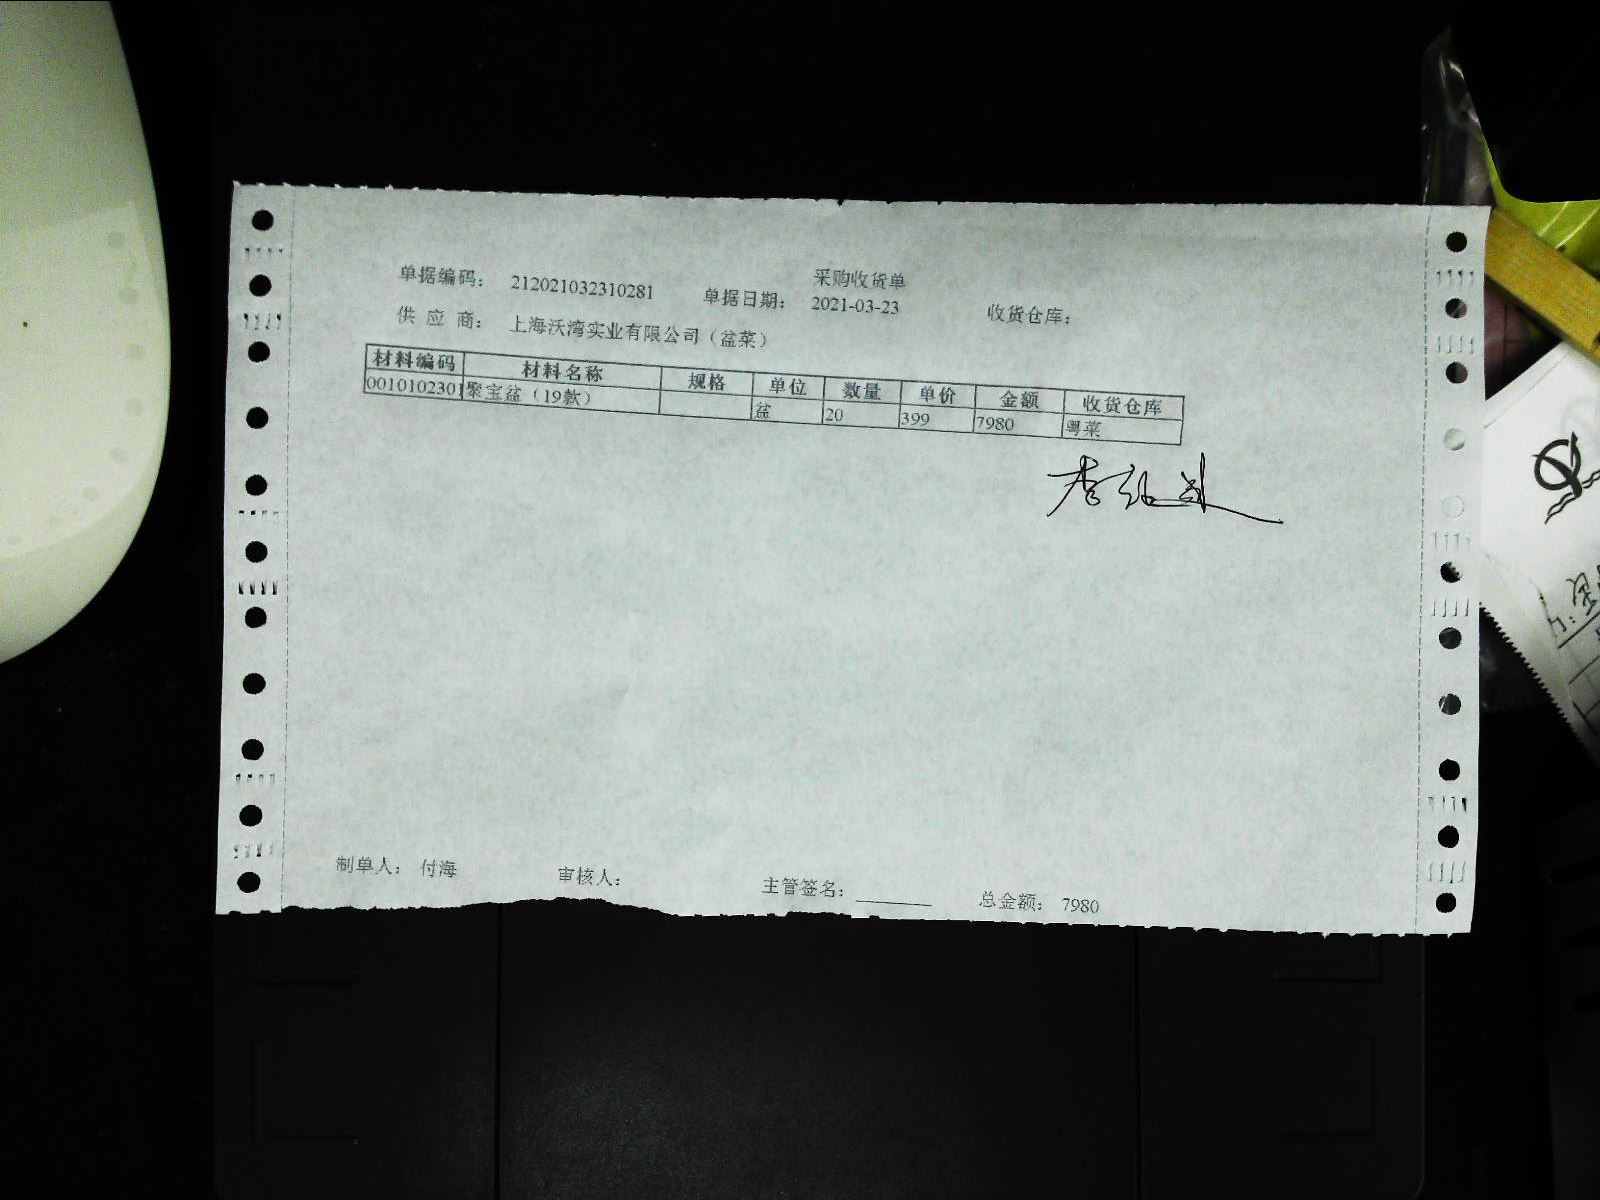 采购收货单
单据编码: 212021032310281 单据日期: 2021-03-23 收货仓库:
供 应 商: 上海沃湾实业有限公司（盆菜）
材料编码 材料名称 规格 单位 数量 单价 金额 收货仓库
0010102301 聚宝盆（19款） 盆 20 399 7980 粤菜
制单人: 付海 审核人: 主管签名: 总金额: 7980